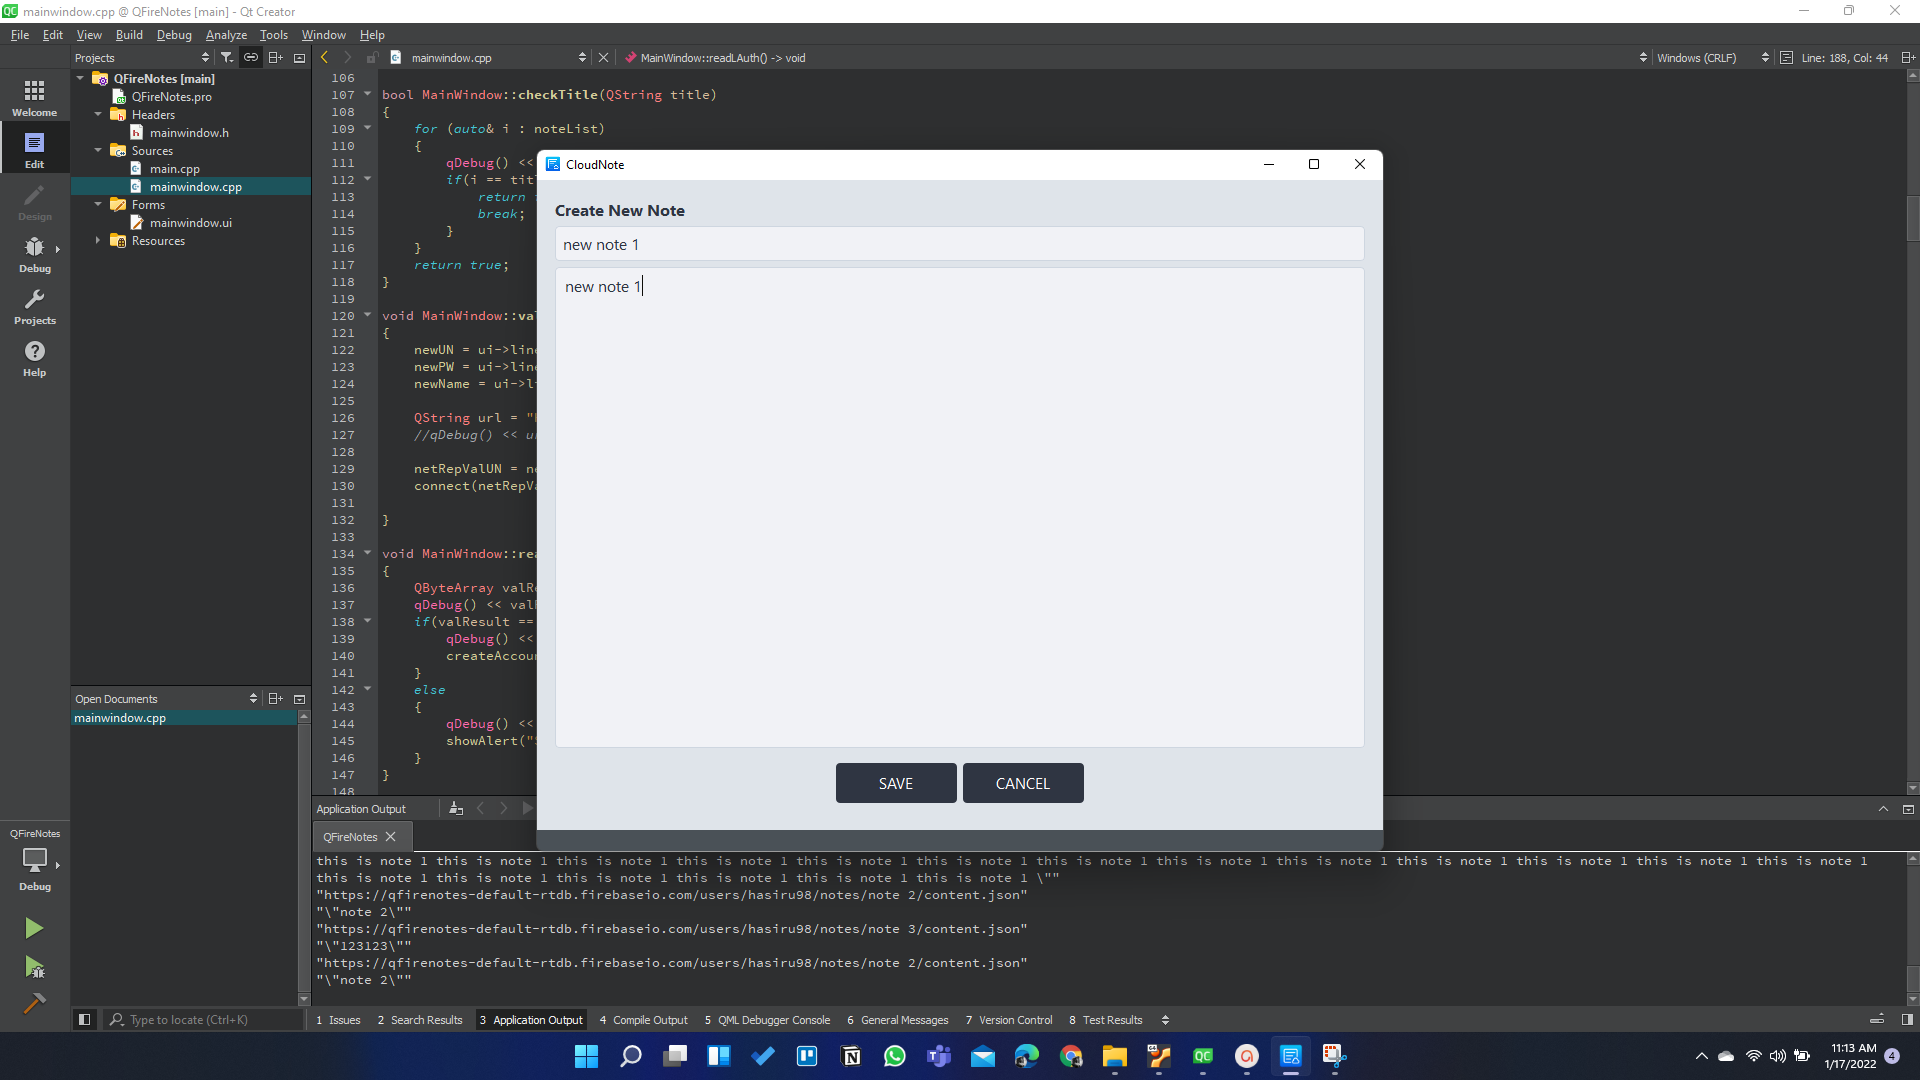 mainwindow.cpp @ QFireNotes [main] - Qt Creator
File Edit View Build Debug Analyze Tools Window Help
Projects
mainwindow.cpp
MainWindow::readLAuth() -> void
Windows (CRLF)
Line: 188, Col: 44
Welcome
Edit
Design
Debug
Projects
Help
QFireNotes [main]
QFireNotes.pro
Headers
mainwindow.h
Sources
main.cpp
mainwindow.cpp
Forms
mainwindow.ui
Resources
106
107 bool MainWindow::checkTitle(QString title)
108 {
109 for (auto& i : noteList)
110 {
111 qDebug() <<
112 if(i == tit
113 return
114 break;
115 }
116 }
117 return true;
118 }
119
120 void MainWindow::val
121 {
122 newUN = ui->line
123 newPW = ui->line
124 newName = ui->l
125
126 QString url = "
127 //qDebug() << u
128
129 netRepValUN = n
130 connect(netRepVa
131
132 }
133
134 void MainWindow::rea
135 {
136 QByteArray valRe
137 qDebug() << val
138 if(valResult ==
139 qDebug() <<
140 createAccou
141 }
142 else
143 {
144 qDebug() <<
145 showAlert("
146 }
147 }
148
CloudNote
Create New Note
new note 1
new note 1
SAVE
CANCEL
Open Documents
mainwindow.cpp
Application Output
QFireNotes
this is note 1 this is note 1 this is note 1 this is note 1 this is note 1 this is note 1 this is note 1 this is note 1 this is note 1 this is note 1 this is note 1 this is note 1 this is note 1
this is note 1 this is note 1 this is note 1 this is note 1 this is note 1 this is note 1 \""
"https://qfirenotes-default-rtdb.firebaseio.com/users/hasiru98/notes/note 2/content.json"
"\"note 2\""
"https://qfirenotes-default-rtdb.firebaseio.com/users/hasiru98/notes/note 3/content.json"
"\"123123\""
"https://qfirenotes-default-rtdb.firebaseio.com/users/hasiru98/notes/note 2/content.json"
"\"note 2\""
QFireNotes
Debug
Type to locate (Ctrl+K)
1 Issues 2 Search Results 3 Application Output 4 Compile Output 5 QML Debugger Console 6 General Messages 7 Version Control 8 Test Results
11:13 AM
1/17/2022
4